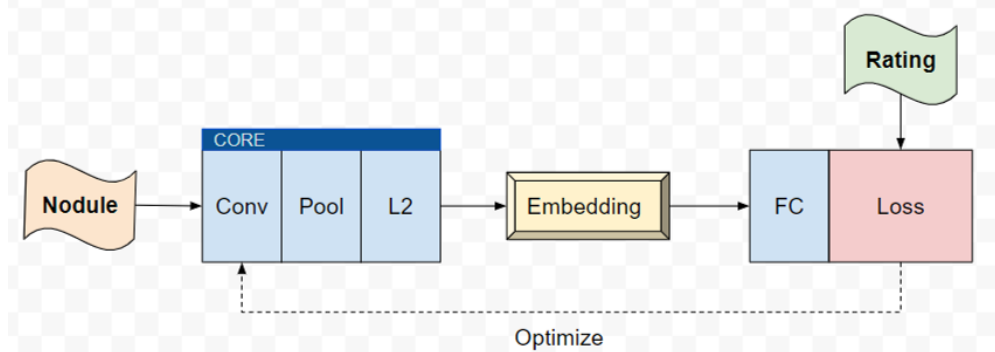 Rating
CORE
Nodule
Conv
Pool
L2
Embedding
FC
Loss
Optimize